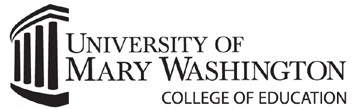 UNIVERSITY OF
MARY WASHINGTON
COLLEGE OF EDUCATION